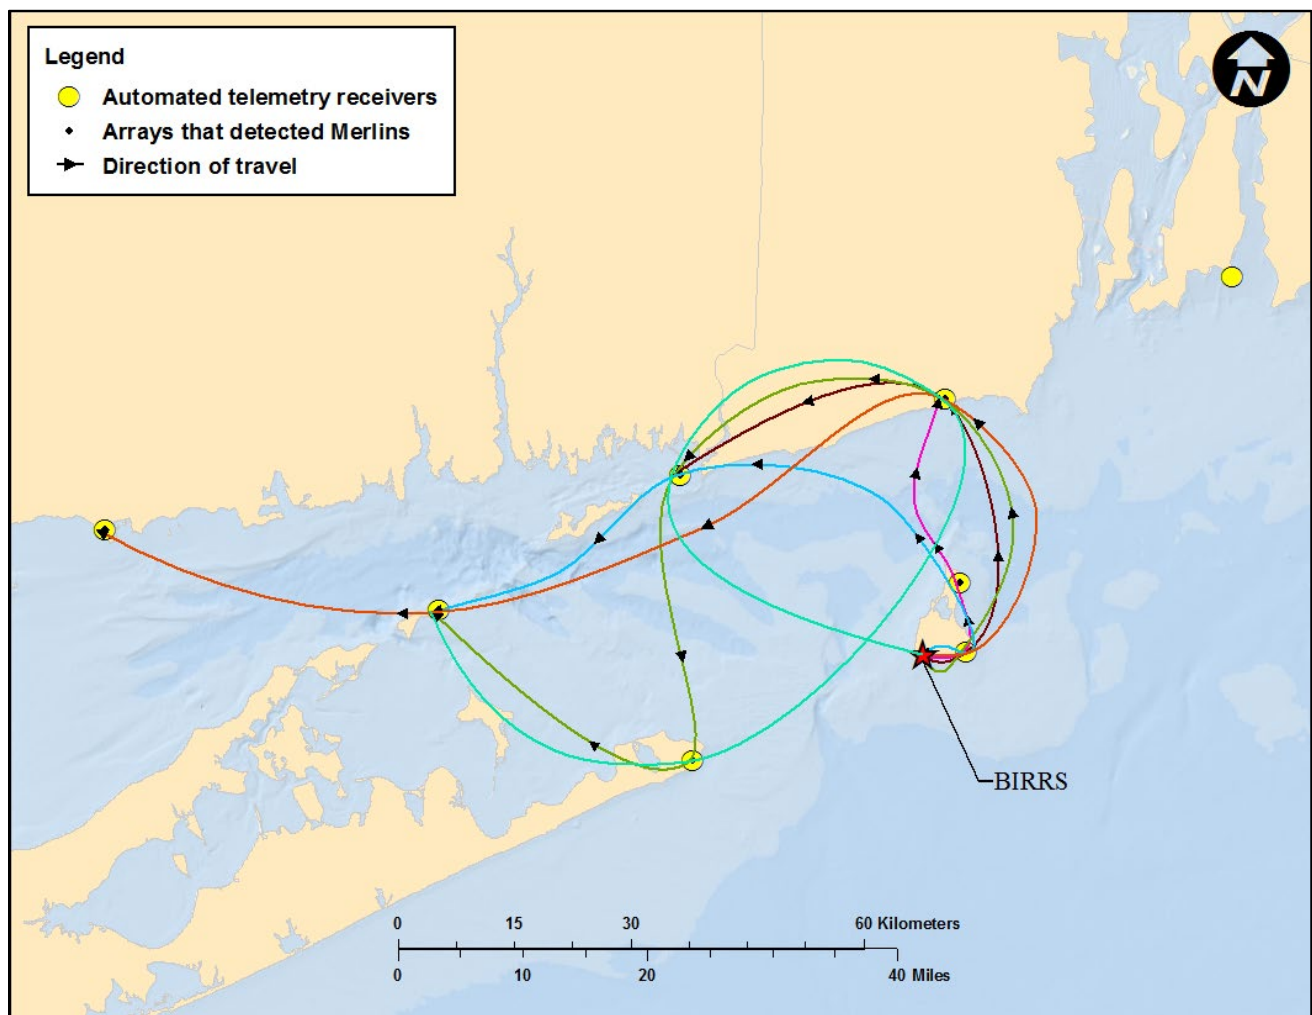 Legend
Automated telemetry receivers
Arrays that detected Merlins
Direction of travel
N
BIRRS
0 15 30 60 Kilometers
0 10 20 40 Miles